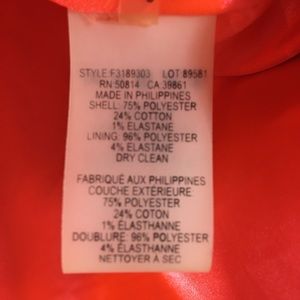 STYLE:F3189303 LOT 89581
RN 50814 CA 39861
MADE IN PHILIPPINES
SHELL: 75% POLYESTER
24% COTTON
1% ELASTANE
LINING: 96% POLYESTER
4% ELASTANE
DRY CLEAN
FABRIQUÉ AUX PHILIPPINES
COUCHE EXTÉRIEURE:
75% POLYESTER
24% COTON
1% ÉLASTHANNE
DOUBLURE: 96% POLYESTER
4% ÉLASTHANNE
NETTOYER À SEC